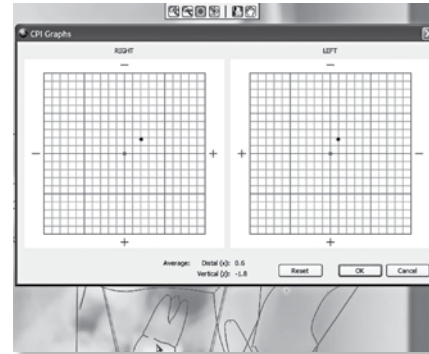 CPI Graphs
RIGHT
LEFT
−
−
−
+
+
−
+
+
Average: Distal (x): 0.6
Vertical (z): -1.8
Reset
OK
Cancel